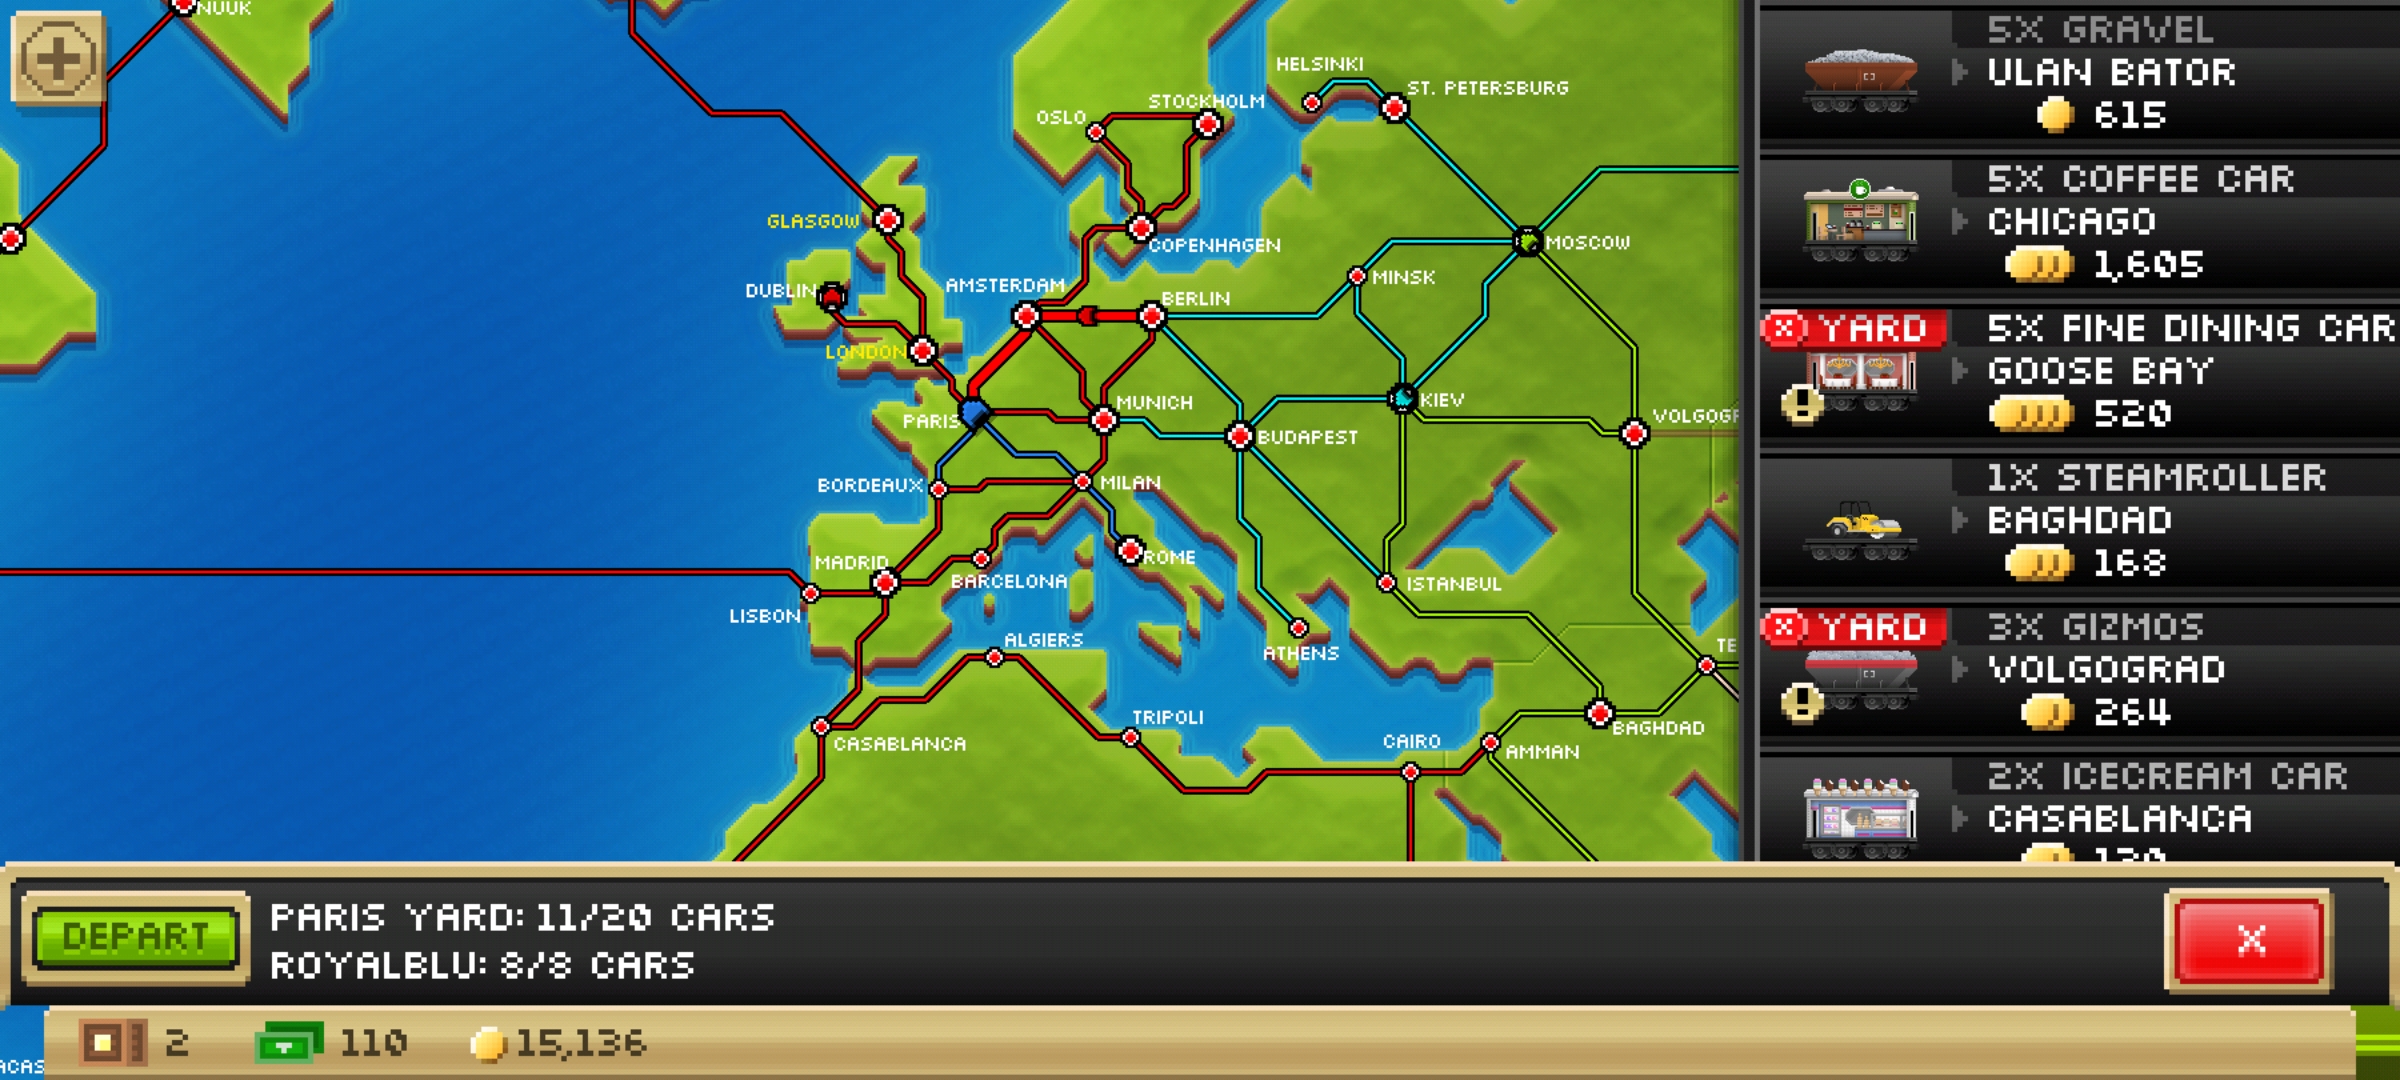 NUUK
HELSINKI
ST. PETERSBURG
STOCKHOLM
OSLO
GLASGOW
COPENHAGEN
MOSCOW
MINSK
DUBLIN
AMSTERDAM
BERLIN
LONDON
PARIS
MUNICH
KIEV
VOLGOGR
BUDAPEST
BORDEAUX
MILAN
ROME
MADRID
BARCELONA
ISTANBUL
LISBON
ALGIERS
ATHENS
TE
TRIPOLI
CASABLANCA
CAIRO
AMMAN
BAGHDAD
5X GRAVEL
ULAN BATOR
615
5X COFFEE CAR
CHICAGO
1,605
YARD
5X FINE DINING CAR
GOOSE BAY
520
1X STEAMROLLER
BAGHDAD
168
YARD
3X GIZMOS
VOLGOGRAD
264
2X ICECREAM CAR
CASABLANCA
DEPART
PARIS YARD: 11/20 CARS
ROYALBLU: 8/8 CARS
X
2
110
15,136
ACAS